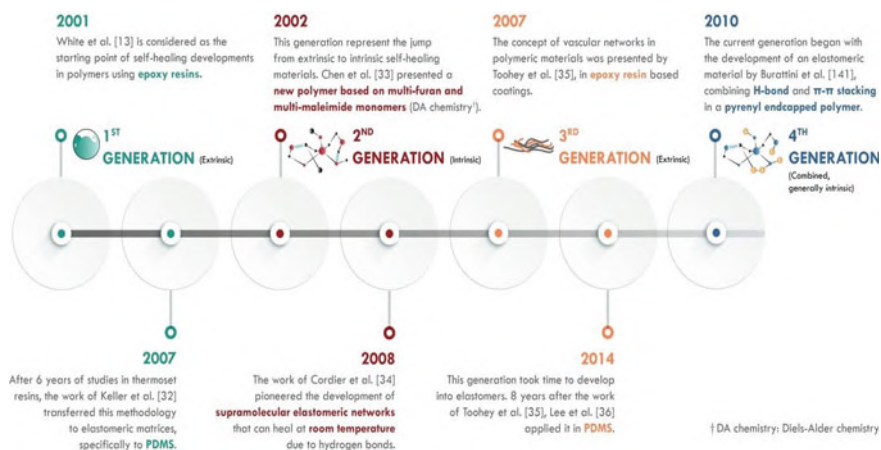 2001
White et al. [13] is considered as the
starting point of self-healing developments
in polymers using epoxy resins.
2002
This generation represent the jump
from extrinsic to intrinsic self-healing
materials. Chen et al. [33] presented a
new polymer based on multi-furan and
multi-maleimide monomers (DA chemistry†).
2007
The concept of vascular networks in
polymeric materials was presented by
Toohey et al. [35], in epoxy resin based
coatings.
2010
The current generation began with
the development of an elastomeric
material by Burattini et al. [141],
combining H-bond and π-π stacking
in a pyrenyl endcapped polymer.
1ST
GENERATION (Extrinsic)
2ND
GENERATION (Intrinsic)
3RD
GENERATION (Extrinsic)
4TH
GENERATION
(Combined,
generally intrinsic)
2007
After 6 years of studies in thermoset
resins, the work of Keller et al. [32]
transferred this methodology
to elastomeric matrices,
specifically to PDMS.
2008
The work of Cordier et al. [34]
pioneered the development of
supramolecular elastomeric networks
that can heal at room temperature
due to hydrogen bonds.
2014
This generation took time to develop
into elastomers. 8 years after the work
of Toohey et al. [35], Lee et al. [36]
applied it in PDMS.
† DA chemistry: Diels-Alder chemistry